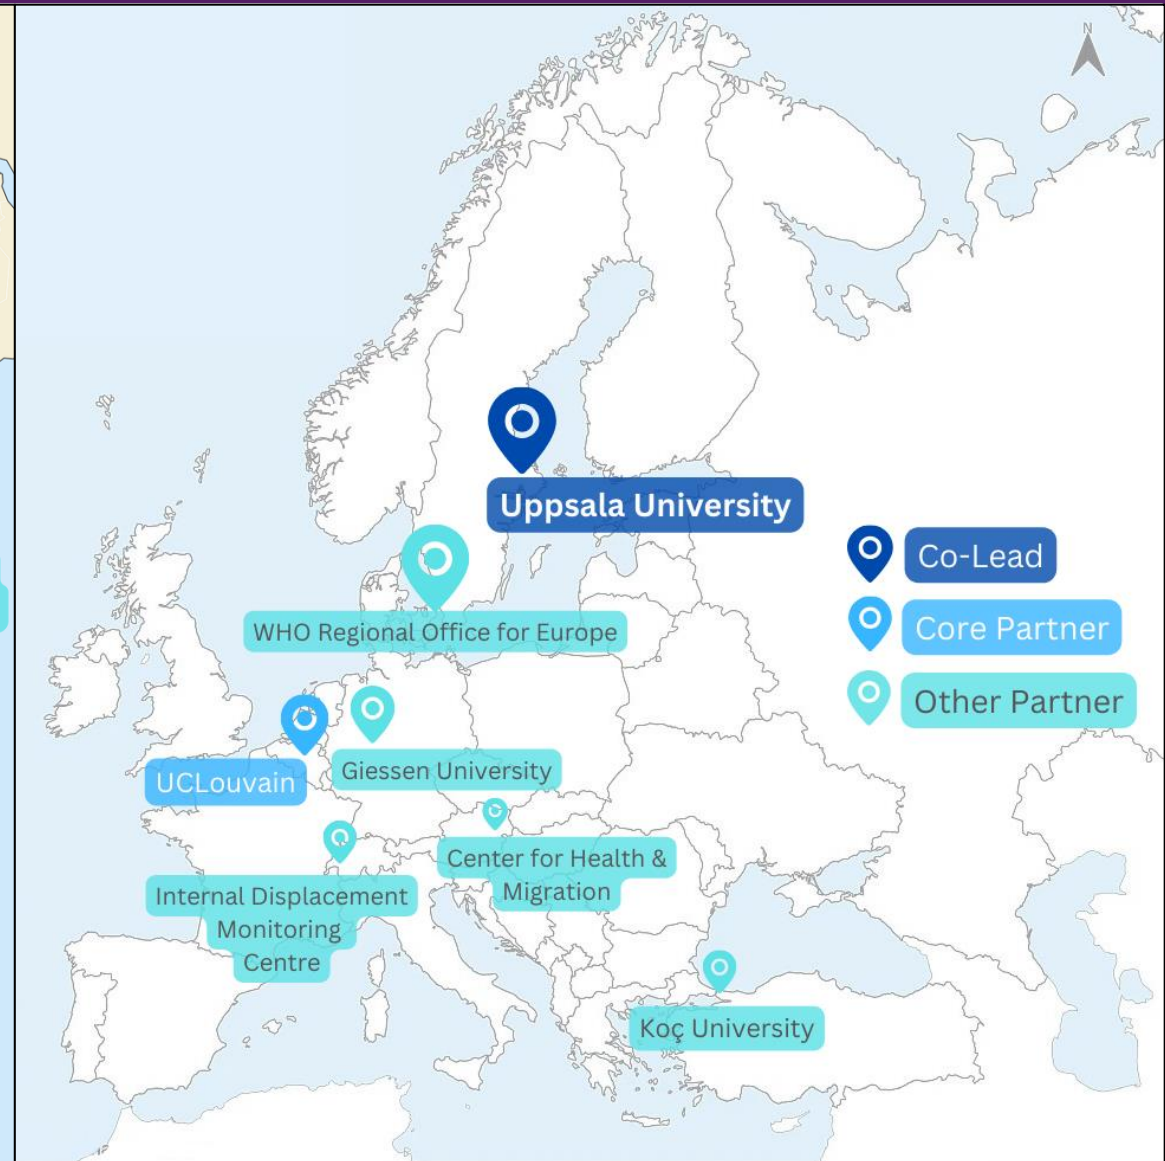 N
Uppsala University
Co-Lead
WHO Regional Office for Europe
Core Partner
Other Partner
Giessen University
UCLouvain
Center for Health &
Migration
Internal Displacement
Monitoring
Centre
Koç University